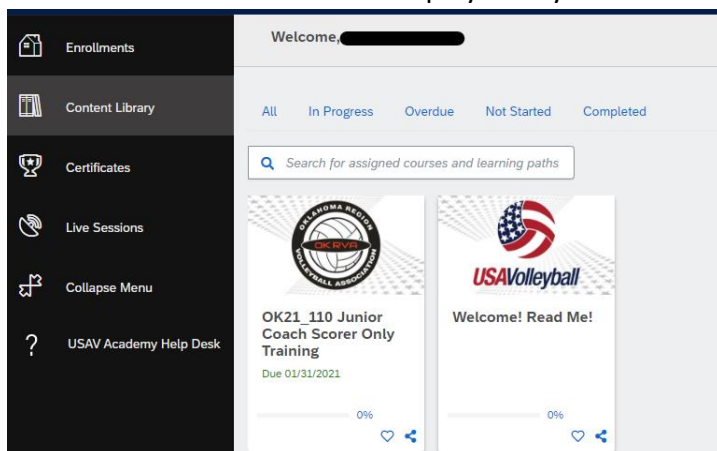 Enrollments
Content Library
Certificates
Live Sessions
Collapse Menu
? USAV Academy Help Desk
Welcome,
All In Progress Overdue Not Started Completed
Search for assigned courses and learning paths
OKLAHOMA REGION
OKRVA
VOLLEYBALL ASSOCIATION
OK21_110 Junior
Coach Scorer Only
Training
Due 01/31/2021
0%
USAVolleyball
Welcome! Read Me!
0%